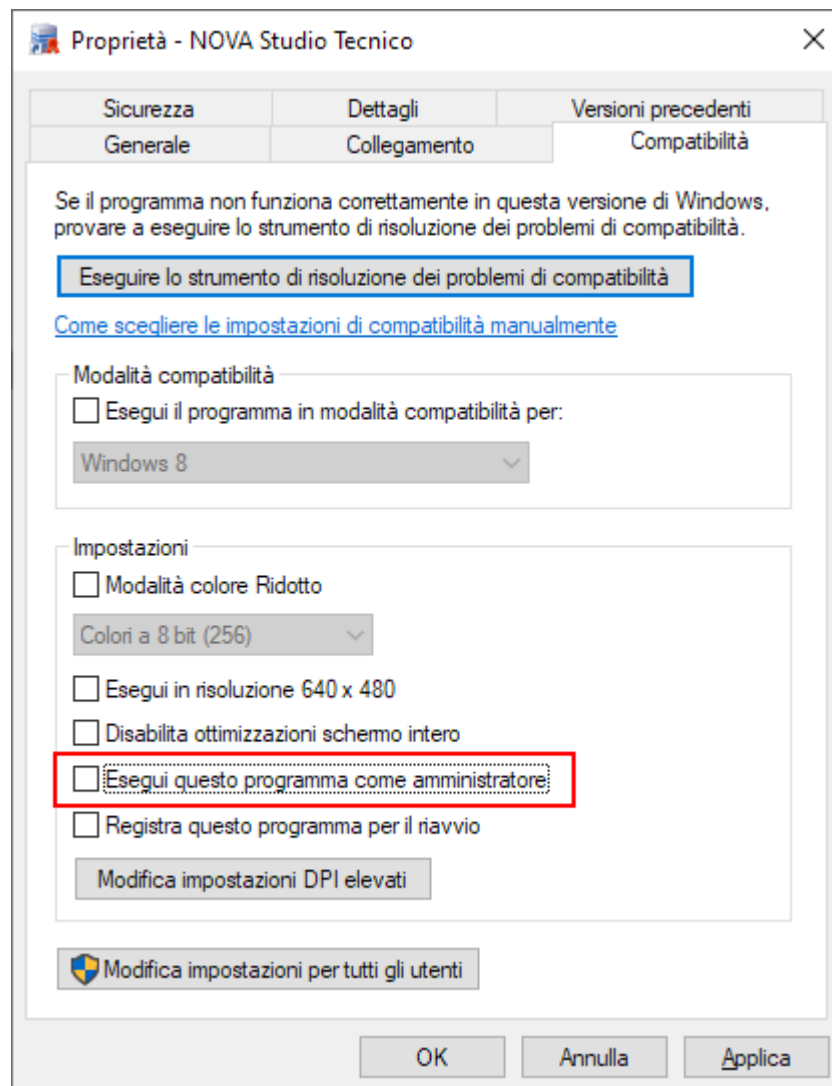 Proprietà - NOVA Studio Tecnico
Sicurezza
Dettagli
Versioni precedenti
Generale
Collegamento
Compatibilità
Se il programma non funziona correttamente in questa versione di Windows,
provare a eseguire lo strumento di risoluzione dei problemi di compatibilità.
Eseguire lo strumento di risoluzione dei problemi di compatibilità
Come scegliere le impostazioni di compatibilità manualmente
Modalità compatibilità
Esegui il programma in modalità compatibilità per:
Windows 8
Impostazioni
Modalità colore Ridotto
Colori a 8 bit (256)
Esegui in risoluzione 640 x 480
Disabilita ottimizzazioni schermo intero
Esegui questo programma come amministratore
Registra questo programma per il riavvio
Modifica impostazioni DPI elevati
Modifica impostazioni per tutti gli utenti
OK
Annulla
Applica